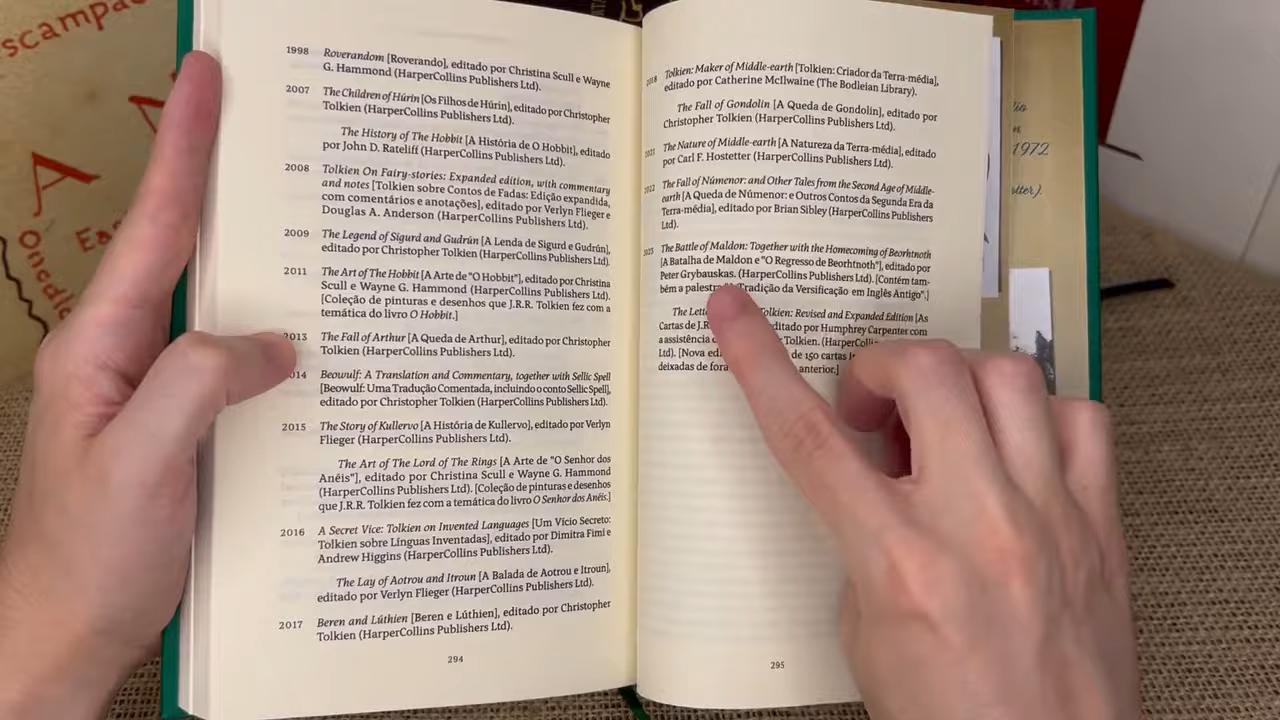 scampa
A
Ea
Onodlo
1998 Roverandom [Roverando], editado por Christina Scull e Wayne
G. Hammond (HarperCollins Publishers Ltd).
2007 The Children of Húrin [Os Filhos de Húrin], editado por Christopher
Tolkien (HarperCollins Publishers Ltd).
The History of The Hobbit [A História de O Hobbit], editado
por John D. Rateliff (HarperCollins Publishers Ltd).
2008 Tolkien On Fairy-stories: Expanded edition, with commentary
and notes [Tolkien sobre Contos de Fadas: Edição expandida,
com comentários e anotações], editado por Verlyn Flieger e
Douglas A. Anderson (HarperCollins Publishers Ltd).
2009 The Legend of Sigurd and Gudrún [A Lenda de Sigurd e Gudrún],
editado por Christopher Tolkien (HarperCollins Publishers Ltd).
2011 The Art of The Hobbit [A Arte de "O Hobbit"], editado por Christina
Scull e Wayne G. Hammond (HarperCollins Publishers Ltd).
[Coleção de pinturas e desenhos que J.R.R. Tolkien fez com a
temática do livro O Hobbit.]
2013 The Fall of Arthur [A Queda de Arthur], editado por Christopher
Tolkien (HarperCollins Publishers Ltd).
14 Beowulf: A Translation and Commentary, together with Sellic Spell
[Beowulf: Uma Tradução Comentada, incluindo o conto Sellic Spell],
editado por Christopher Tolkien (HarperCollins Publishers Ltd).
2015 The Story of Kullervo [A História de Kullervo], editado por Verlyn
Flieger (HarperCollins Publishers Ltd).
The Art of The Lord of The Rings [A Arte de "O Senhor dos
Anéis"], editado por Christina Scull e Wayne G. Hammond
(HarperCollins Publishers Ltd). [Coleção de pinturas e desenhos
que J.R.R. Tolkien fez com a temática do livro O Senhor dos Anéis.]
2016 A Secret Vice: Tolkien on Invented Languages [Um Vício Secreto:
Tolkien sobre Línguas Inventadas], editado por Dimitra Fimi e
Andrew Higgins (HarperCollins Publishers Ltd).
The Lay of Aotrou and Itroun [A Balada de Aotrou e Itroun],
editado por Verlyn Flieger (HarperCollins Publishers Ltd).
2017 Beren and Lúthien [Beren e Lúthien], editado por Christopher
Tolkien (HarperCollins Publishers Ltd).
294
2018 Tolkien: Maker of Middle-earth [Tolkien: Criador da Terra-média],
editado por Catherine McIlwaine (The Bodleian Library).
The Fall of Gondolin [A Queda de Gondolin], editado por
Christopher Tolkien (HarperCollins Publishers Ltd).
2021 The Nature of Middle-earth [A Natureza da Terra-média], editado
por Carl F. Hostetter (HarperCollins Publishers Ltd).
2022 The Fall of Númenor: and Other Tales from the Second Age of Middle-
earth [A Queda de Númenor: e Outros Contos da Segunda Era da
Terra-média], editado por Brian Sibley (HarperCollins Publishers
Ltd).
2023 The Battle of Maldon: Together with the Homecoming of Beorhtnoth
[A Batalha de Maldon e "O Regresso de Beorhtnoth"], editado por
Peter Grybauskas. (HarperCollins Publishers Ltd). [Contém tam-
bém a palestra Tradição da Versificação em Inglês Antigo".]
The Lett Tolkien: Revised and Expanded Edition [As
Cartas de J.R. editado por Humphrey Carpenter com
a assistência Tolkien. (HarperColli
Ltd). [Nova ed de 150 cartas
deixadas de fora anterior.]
295
1972